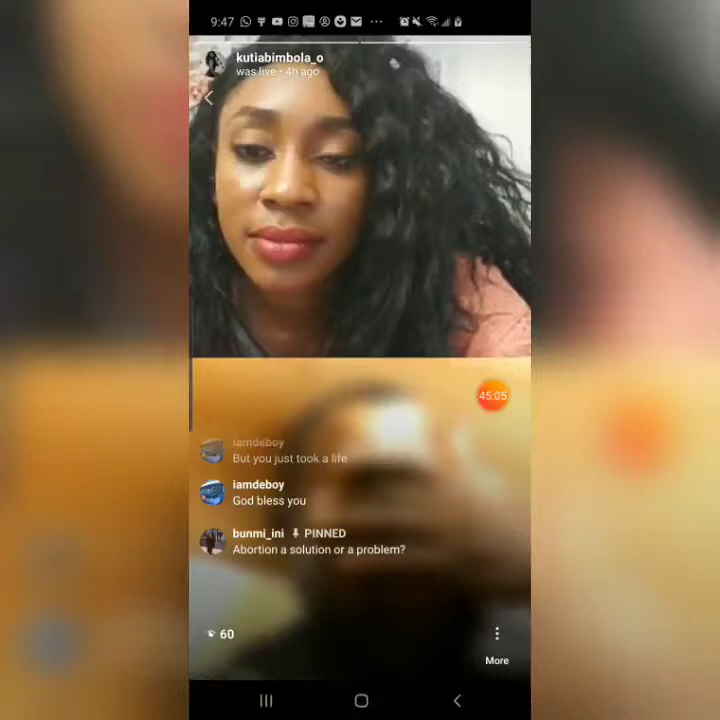 9:47
kutiabimbola_o
was live • 4h ago
45:05
iamdeboy
But you just took a life
iamdeboy
God bless you
bunmi_ini PINNED
Abortion a solution or a problem?
60
More